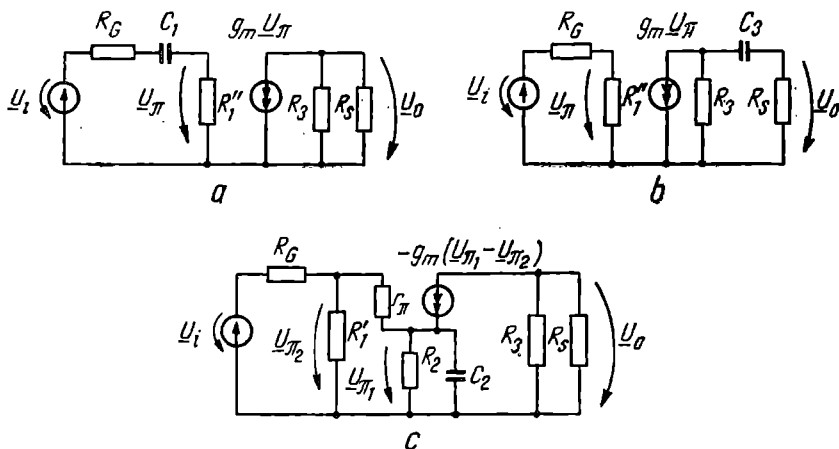 R_G C_1 g_m U_π
U_i U_π R_1'' R_3 R_S U_o
a
R_G g_m U_π C_3
U_i U_π R_1'' R_3 R_S U_o
b
R_G -g_m(U_π1 - U_π2)
U_i U_π2 R_1' r_π U_π1 R_2 C_2 R_3 R_S U_o
c